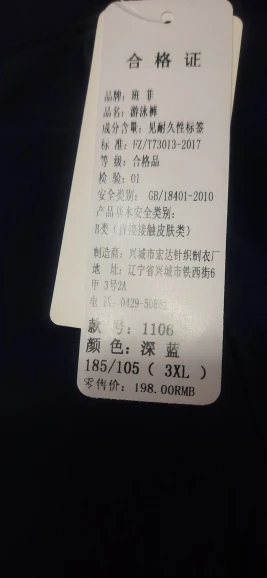 合格证
品牌：班菲
品名：游泳裤
成分含量：见耐久性标签
标准：FZ/T73013-2017
等级：合格品
检验：01
安全类别：GB/18401-2010
产品基本安全类别：
B类（直接接触皮肤类）
制造商：兴城市宏达针织制衣厂
地址：辽宁省兴城市铁西街6
甲3号2A
电话：0429-508
款号：1106
颜色：深蓝
185/105（3XL）
零售价：198.00RMB